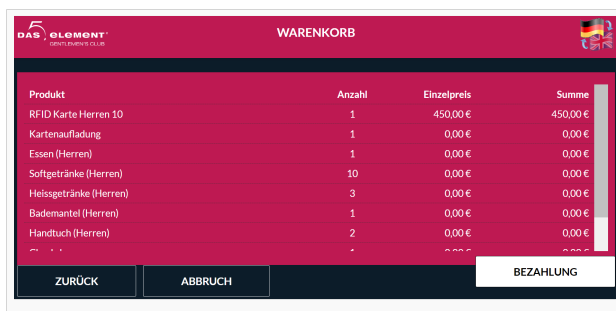 DAS 5 ELEMENT
GENTLEMEN'S CLUB
WARENKORB
Produkt Anzahl Einzelpreis Summe
RFID Karte Herren 10 1 450,00 € 450,00 €
Kartenaufladung 1 0,00 € 0,00 €
Essen (Herren) 1 0,00 € 0,00 €
Softgetränke (Herren) 10 0,00 € 0,00 €
Heissgetränke (Herren) 3 0,00 € 0,00 €
Bademantel (Herren) 1 0,00 € 0,00 €
Handtuch (Herren) 2 0,00 € 0,00 €
ZURÜCK ABBRUCH BEZAHLUNG